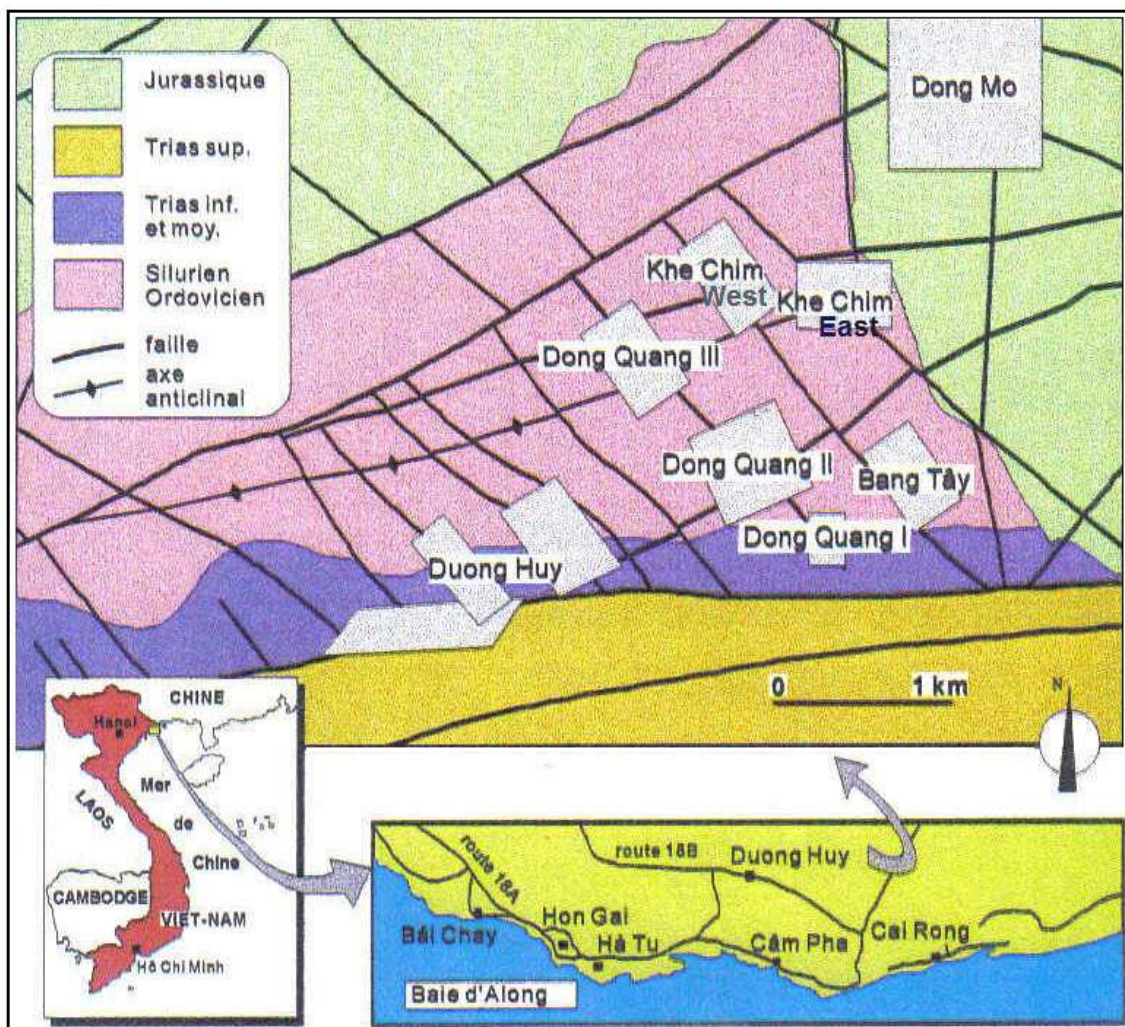 Jurassique
Trias sup.
Trias inf.
et moy.
Silurien
Ordovicien
faille
axe
anticlinal
Dong Mo
Khe Chim
West
Khe Chim
East
Dong Quang III
Dong Quang II
Bang Tây
Dong Quang I
Duong Huy
0 1 km
N
CHINE
Hanoi
Mer
de
Chine
LAOS
CAMBODGE
VIET-NAM
Hô Chi Minh
route 18A
route 18B
Duong Huy
Bâi Chay
Hon Gai
Hà Tu
Câm Pha
Cai Rong
Baie d'Along